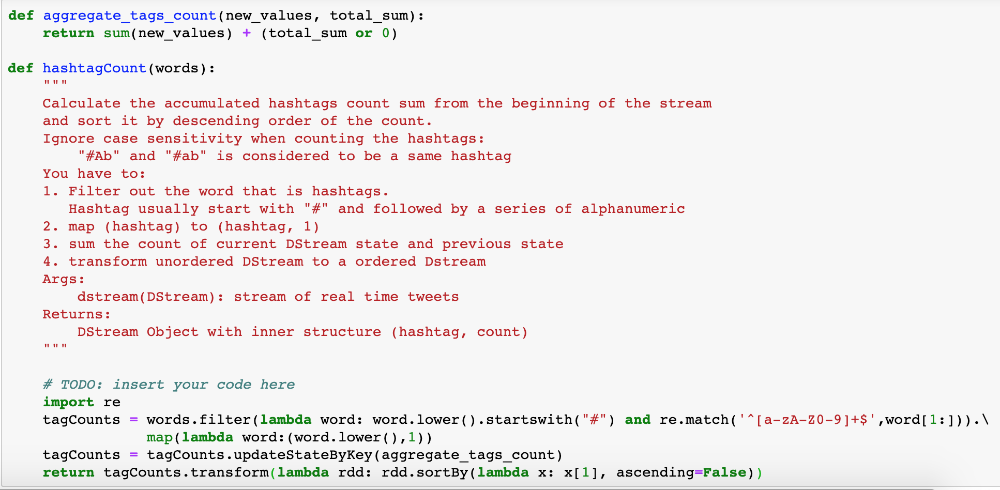 def aggregate_tags_count(new_values, total_sum):
    return sum(new_values) + (total_sum or 0)

def hashtagCount(words):
    """
    Calculate the accumulated hashtags count sum from the beginning of the stream
    and sort it by descending order of the count.
    Ignore case sensitivity when counting the hashtags:
        "#Ab" and "#ab" is considered to be a same hashtag
    You have to:
    1. Filter out the word that is hashtags.
       Hashtag usually start with "#" and followed by a series of alphanumeric
    2. map (hashtag) to (hashtag, 1)
    3. sum the count of current DStream state and previous state
    4. transform unordered DStream to a ordered Dstream
    Args:
        dstream(DStream): stream of real time tweets
    Returns:
        DStream Object with inner structure (hashtag, count)
    """

    # TODO: insert your code here
    import re
    tagCounts = words.filter(lambda word: word.lower().startswith("#") and re.match('^[a-zA-Z0-9]+$',word[1:])).\
                map(lambda word:(word.lower(),1))
    tagCounts = tagCounts.updateStateByKey(aggregate_tags_count)
    return tagCounts.transform(lambda rdd: rdd.sortBy(lambda x: x[1], ascending=False))